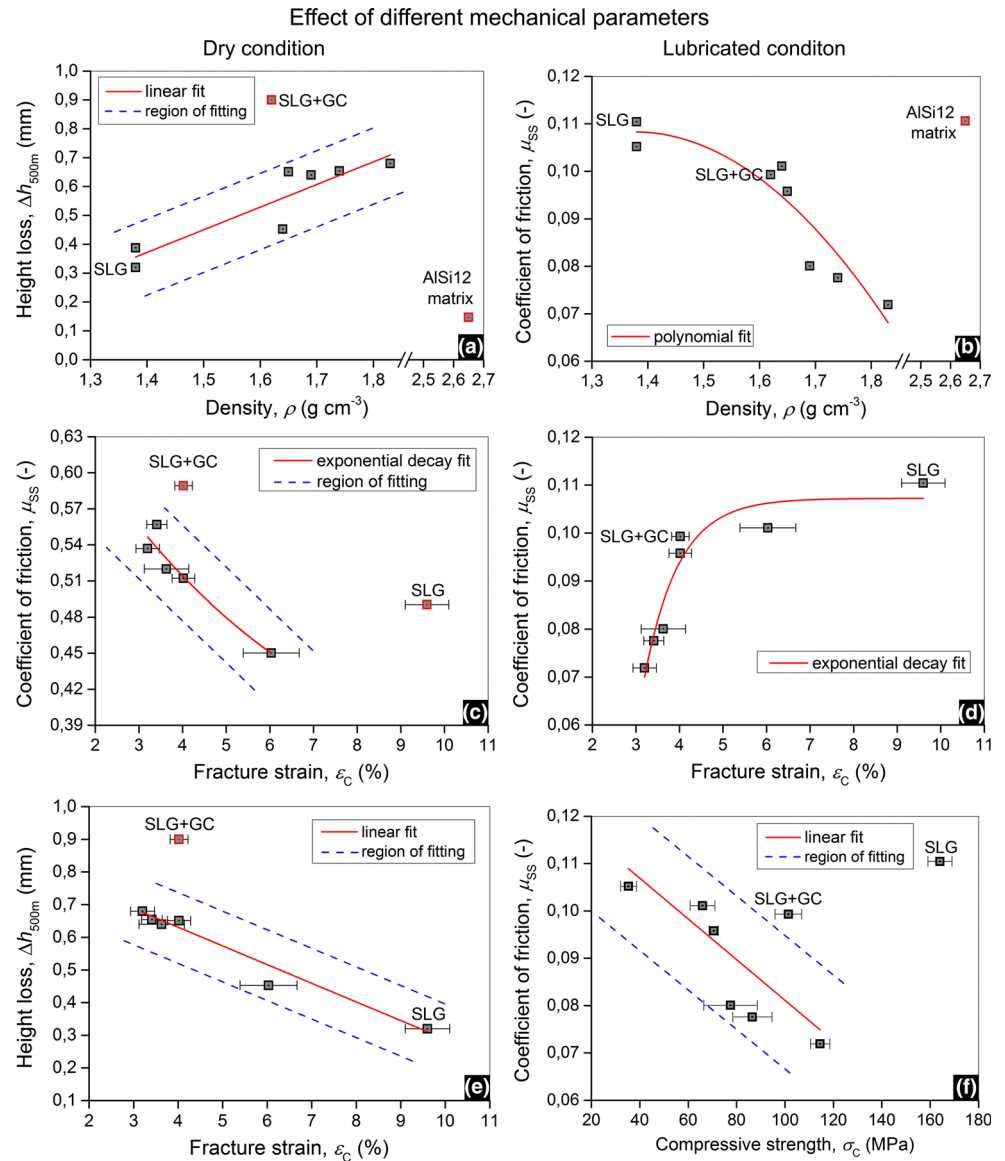 Effect of different mechanical parameters
Dry condition
Lubricated conditon
1,0
0,9
0,8
0,7
0,6
0,5
0,4
0,3
0,2
0,1
0,0
Height loss, Δh500m (mm)
linear fit
region of fitting
SLG+GC
SLG
AlSi12
matrix
(a)
1,3
1,4
1,5
1,6
1,7
1,8
2,5
2,6
2,7
Density, ρ (g cm-3)
0,12
0,11
0,10
0,09
0,08
0,07
0,06
Coefficient of friction, μSS (-)
SLG
SLG+GC
AlSi12
matrix
polynomial fit
(b)
1,3
1,4
1,5
1,6
1,7
1,8
2,5
2,6
2,7
Density, ρ (g cm-3)
0,63
0,60
0,57
0,54
0,51
0,48
0,45
0,42
0,39
Coefficient of friction, μSS (-)
SLG+GC
exponential decay fit
region of fitting
SLG
(c)
2
3
4
5
6
7
8
9
10
11
Fracture strain, εC (%)
0,12
0,11
0,10
0,09
0,08
0,07
0,06
Coefficient of friction, μSS (-)
SLG
SLG+GC
exponential decay fit
(d)
2
3
4
5
6
7
8
9
10
11
Fracture strain, εC (%)
1,0
0,9
0,8
0,7
0,6
0,5
0,4
0,3
0,2
0,1
Height loss, Δh500m (mm)
SLG+GC
linear fit
region of fitting
SLG
(e)
2
3
4
5
6
7
8
9
10
11
Fracture strain, εC (%)
0,12
0,11
0,10
0,09
0,08
0,07
0,06
Coefficient of friction, μSS (-)
linear fit
region of fitting
SLG
SLG+GC
(f)
20
40
60
80
100
120
140
160
180
Compressive strength, σC (MPa)